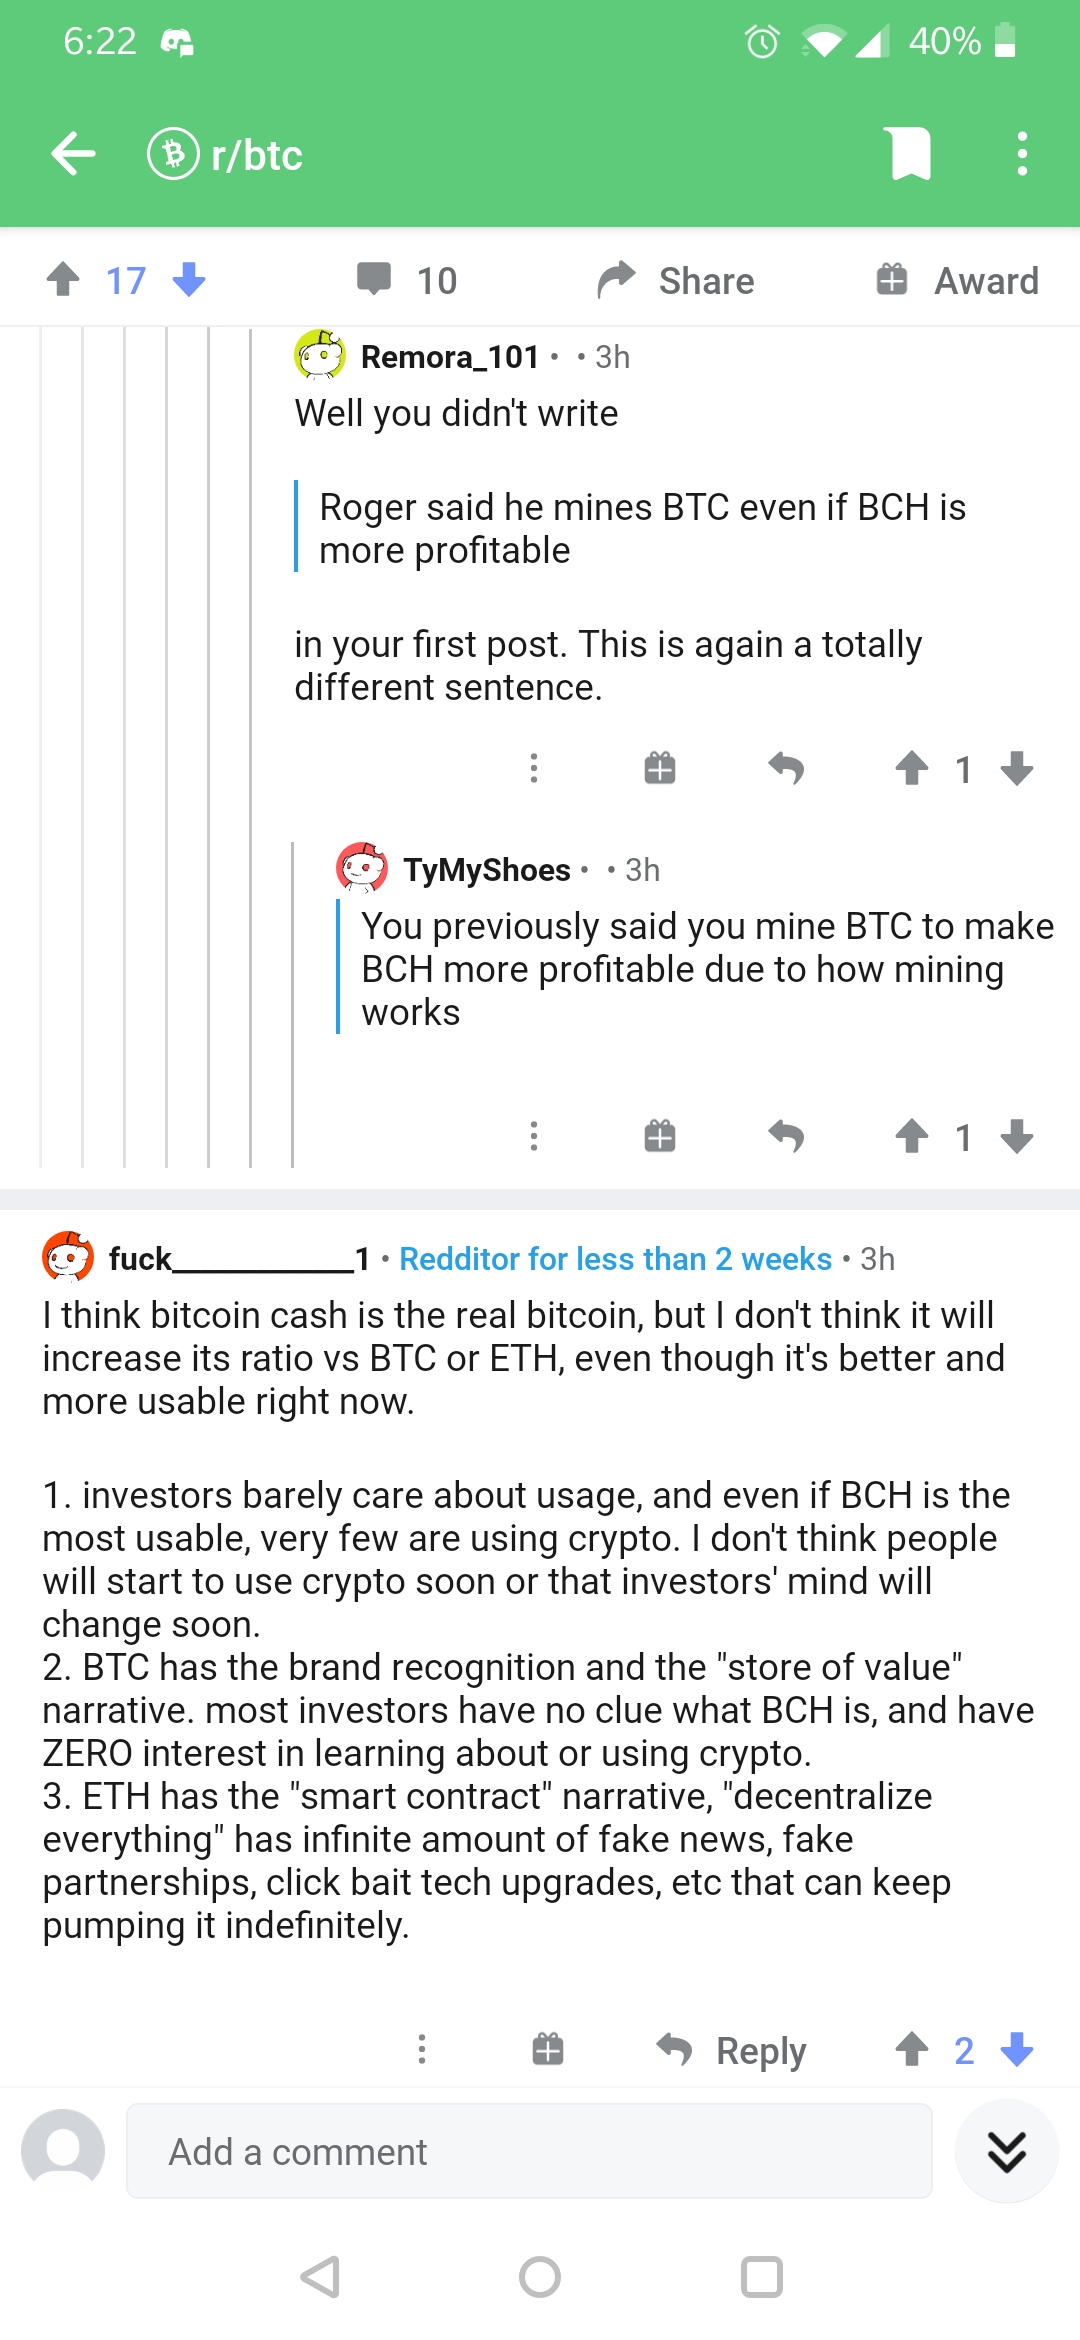 6:22
40%
r/btc
17
10
Share
Award
Remora_101 • • 3h
Well you didn't write
Roger said he mines BTC even if BCH is
more profitable
in your first post. This is again a totally
different sentence.
1
TyMyShoes • • 3h
You previously said you mine BTC to make
BCH more profitable due to how mining
works
1
fuck____________1 • Redditor for less than 2 weeks • 3h
I think bitcoin cash is the real bitcoin, but I don't think it will
increase its ratio vs BTC or ETH, even though it's better and
more usable right now.
1. investors barely care about usage, and even if BCH is the
most usable, very few are using crypto. I don't think people
will start to use crypto soon or that investors' mind will
change soon.
2. BTC has the brand recognition and the "store of value"
narrative. most investors have no clue what BCH is, and have
ZERO interest in learning about or using crypto.
3. ETH has the "smart contract" narrative, "decentralize
everything" has infinite amount of fake news, fake
partnerships, click bait tech upgrades, etc that can keep
pumping it indefinitely.
Reply
2
Add a comment